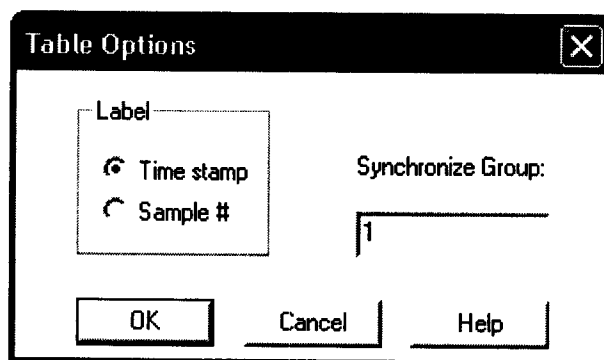 Table Options
Label
Time stamp
Sample #
Synchronize Group:
1
OK
Cancel
Help